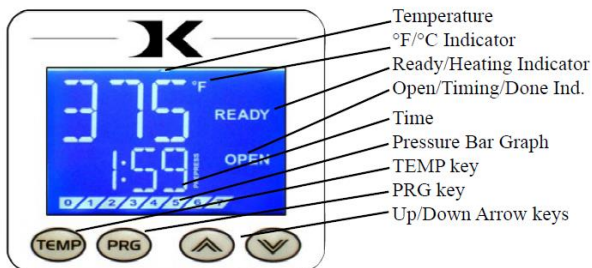 Temperature
°F/°C Indicator
Ready/Heating Indicator
Open/Timing/Done Ind.
Time
Pressure Bar Graph
TEMP key
PRG key
Up/Down Arrow keys
375 °F
READY
1:59
OPEN
0/1/2/3/4/5/6/
TEMP PRG